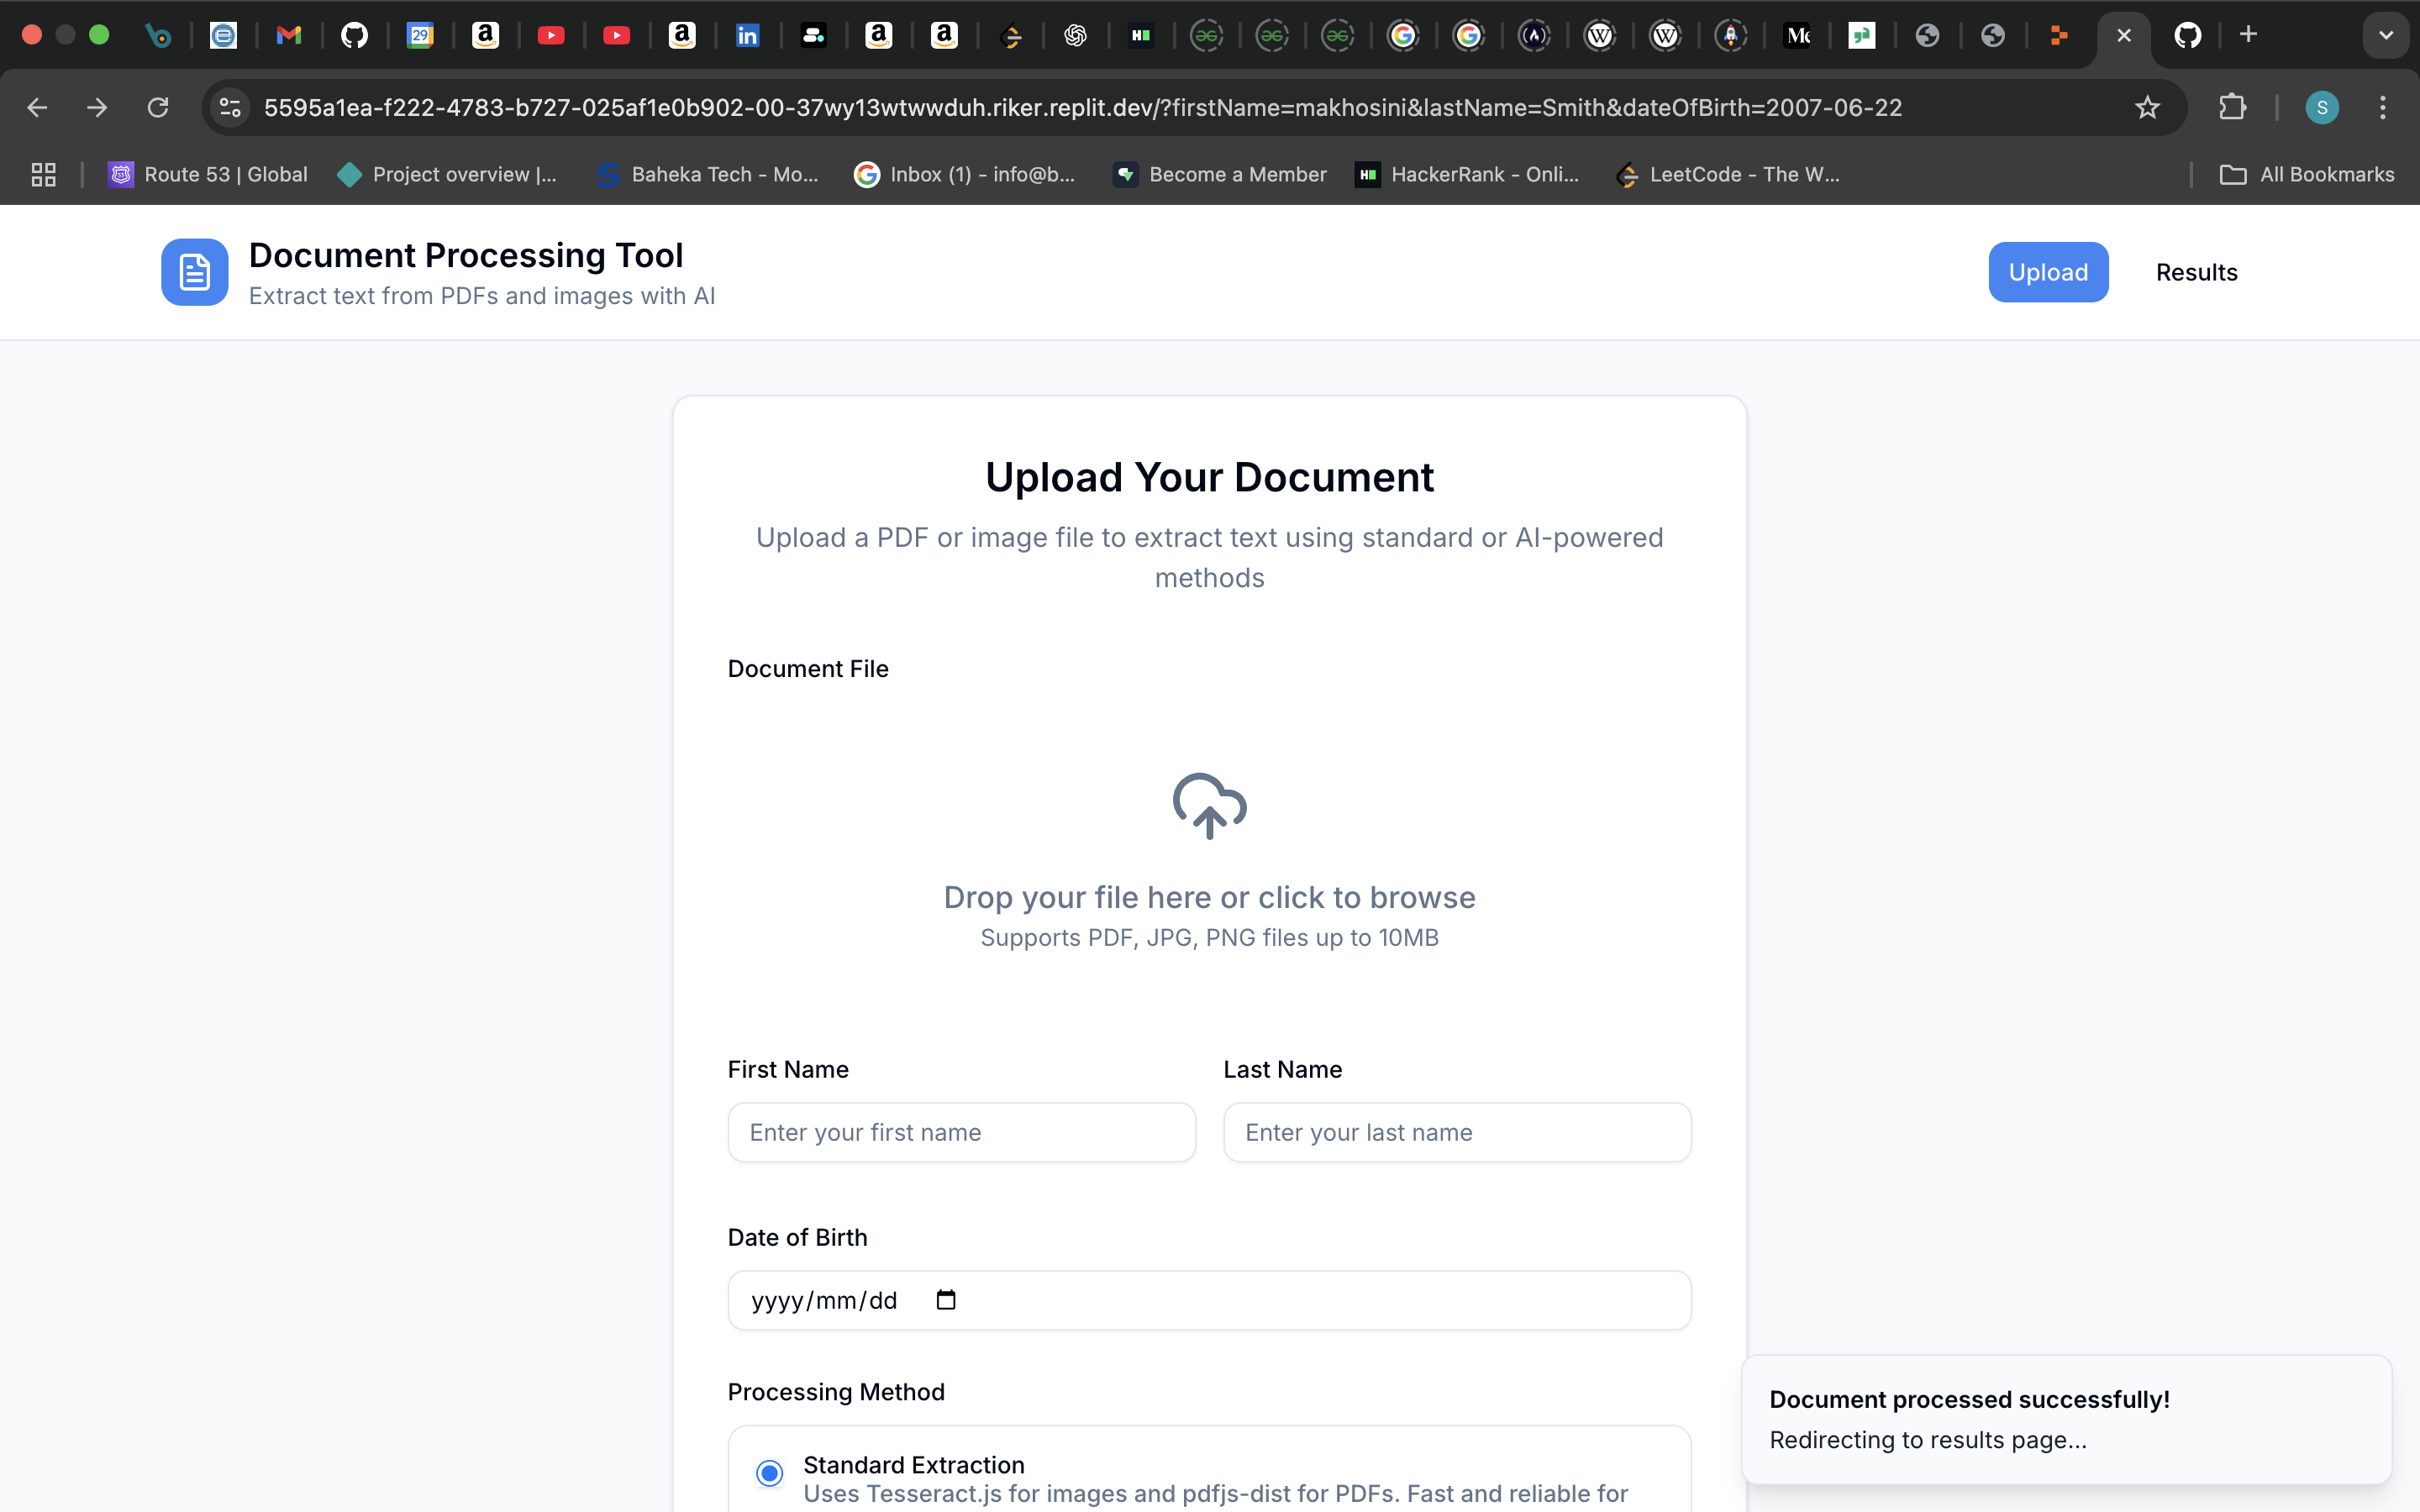 29
a
a
a
a
in
H
W
W
Me
5595a1ea-f222-4783-b727-025af1e0b902-00-37wy13wtwwduh.riker.replit.dev/?firstName=makhosini&lastName=Smith&dateOfBirth=2007-06-22
S
Route 53 | Global
Project overview |...
Baheka Tech - Mo...
Inbox (1) - info@b...
Become a Member
HackerRank - Onli...
LeetCode - The W...
All Bookmarks
Document Processing Tool
Extract text from PDFs and images with AI
Upload
Results
Upload Your Document
Upload a PDF or image file to extract text using standard or AI-powered
methods
Document File
Drop your file here or click to browse
Supports PDF, JPG, PNG files up to 10MB
First Name
Last Name
Enter your first name
Enter your last name
Date of Birth
yyyy/mm/dd
Processing Method
Standard Extraction
Uses Tesseract.js for images and pdfjs-dist for PDFs. Fast and reliable for
Document processed successfully!
Redirecting to results page...